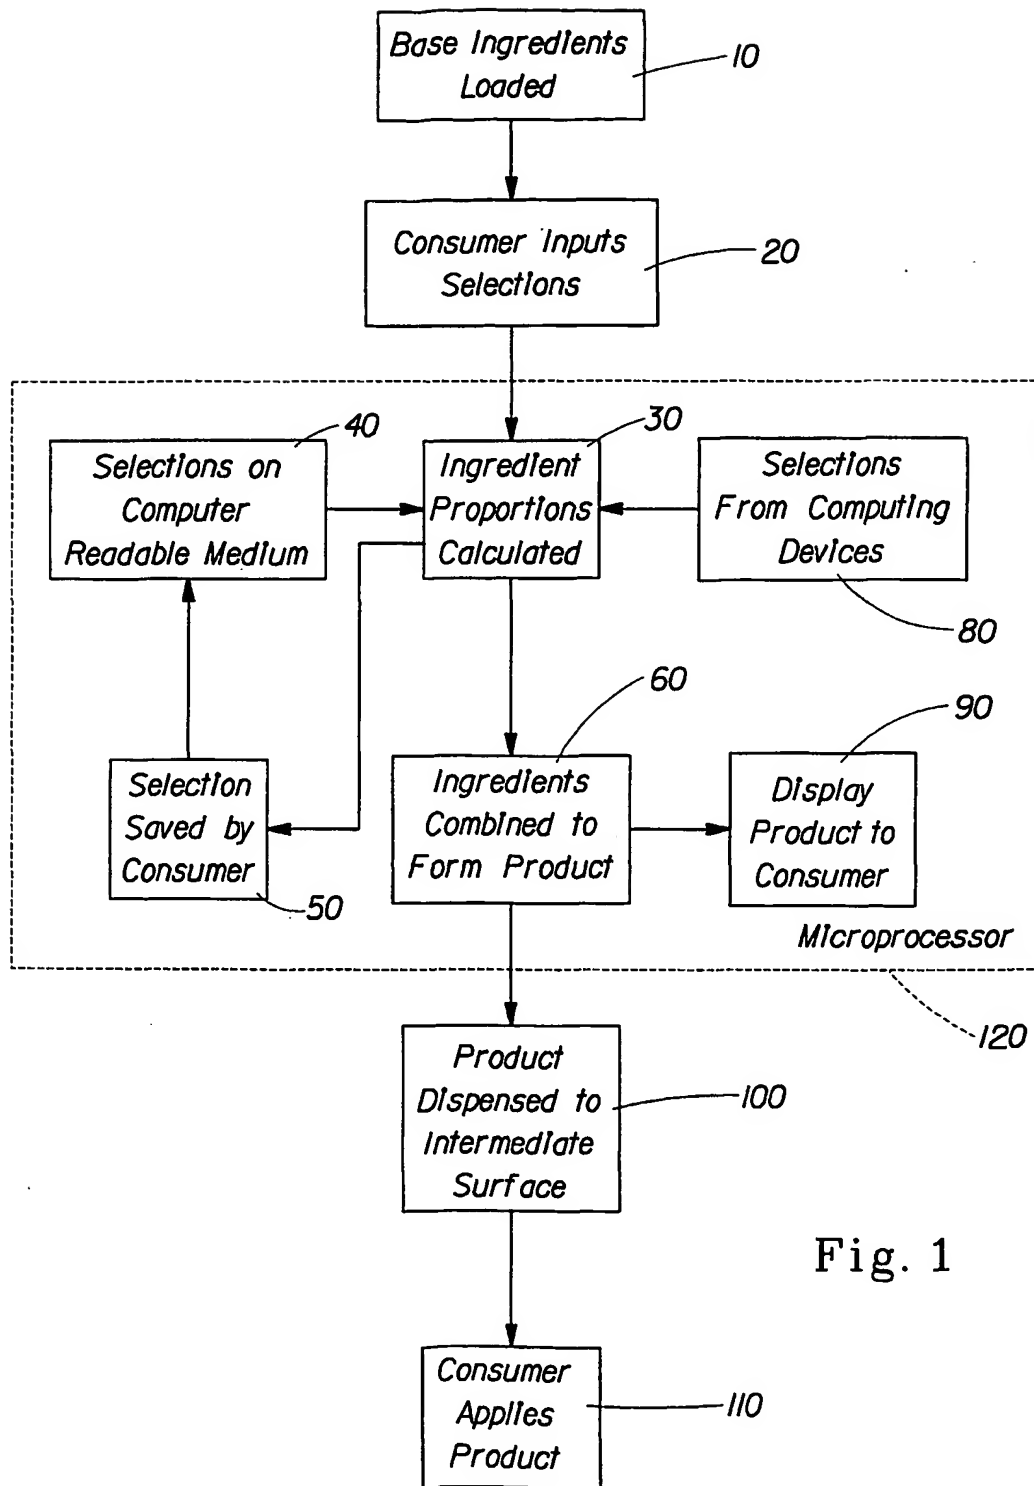 Base Ingredients
Loaded
10
Consumer Inputs
Selections
20
40
Selections on
Computer
Readable Medium
30
Ingredient
Proportions
Calculated
Selections
From Computing
Devices
80
60
90
Selection
Saved by
Consumer
50
Ingredients
Combined to
Form Product
Display
Product to
Consumer
Microprocessor
120
Product
Dispensed to
Intermediate
Surface
100
Fig. 1
Consumer
Applies
Product
110